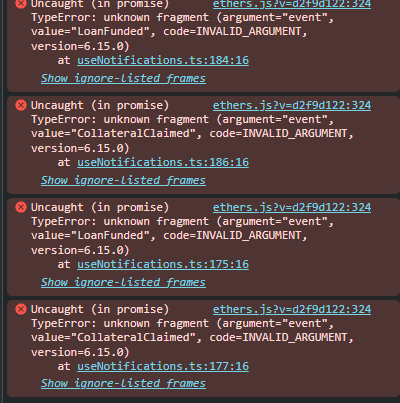 Uncaught (in promise) ethers.js?v=d2f9d122:324
TypeError: unknown fragment (argument="event",
value="LoanFunded", code=INVALID_ARGUMENT,
version=6.15.0)
at useNotifications.ts:184:16
Show ignore-listed frames
Uncaught (in promise) ethers.js?v=d2f9d122:324
TypeError: unknown fragment (argument="event",
value="CollateralClaimed", code=INVALID_ARGUMENT,
version=6.15.0)
at useNotifications.ts:186:16
Show ignore-listed frames
Uncaught (in promise) ethers.js?v=d2f9d122:324
TypeError: unknown fragment (argument="event",
value="LoanFunded", code=INVALID_ARGUMENT,
version=6.15.0)
at useNotifications.ts:175:16
Show ignore-listed frames
Uncaught (in promise) ethers.js?v=d2f9d122:324
TypeError: unknown fragment (argument="event",
value="CollateralClaimed", code=INVALID_ARGUMENT,
version=6.15.0)
at useNotifications.ts:177:16
Show ignore-listed frames